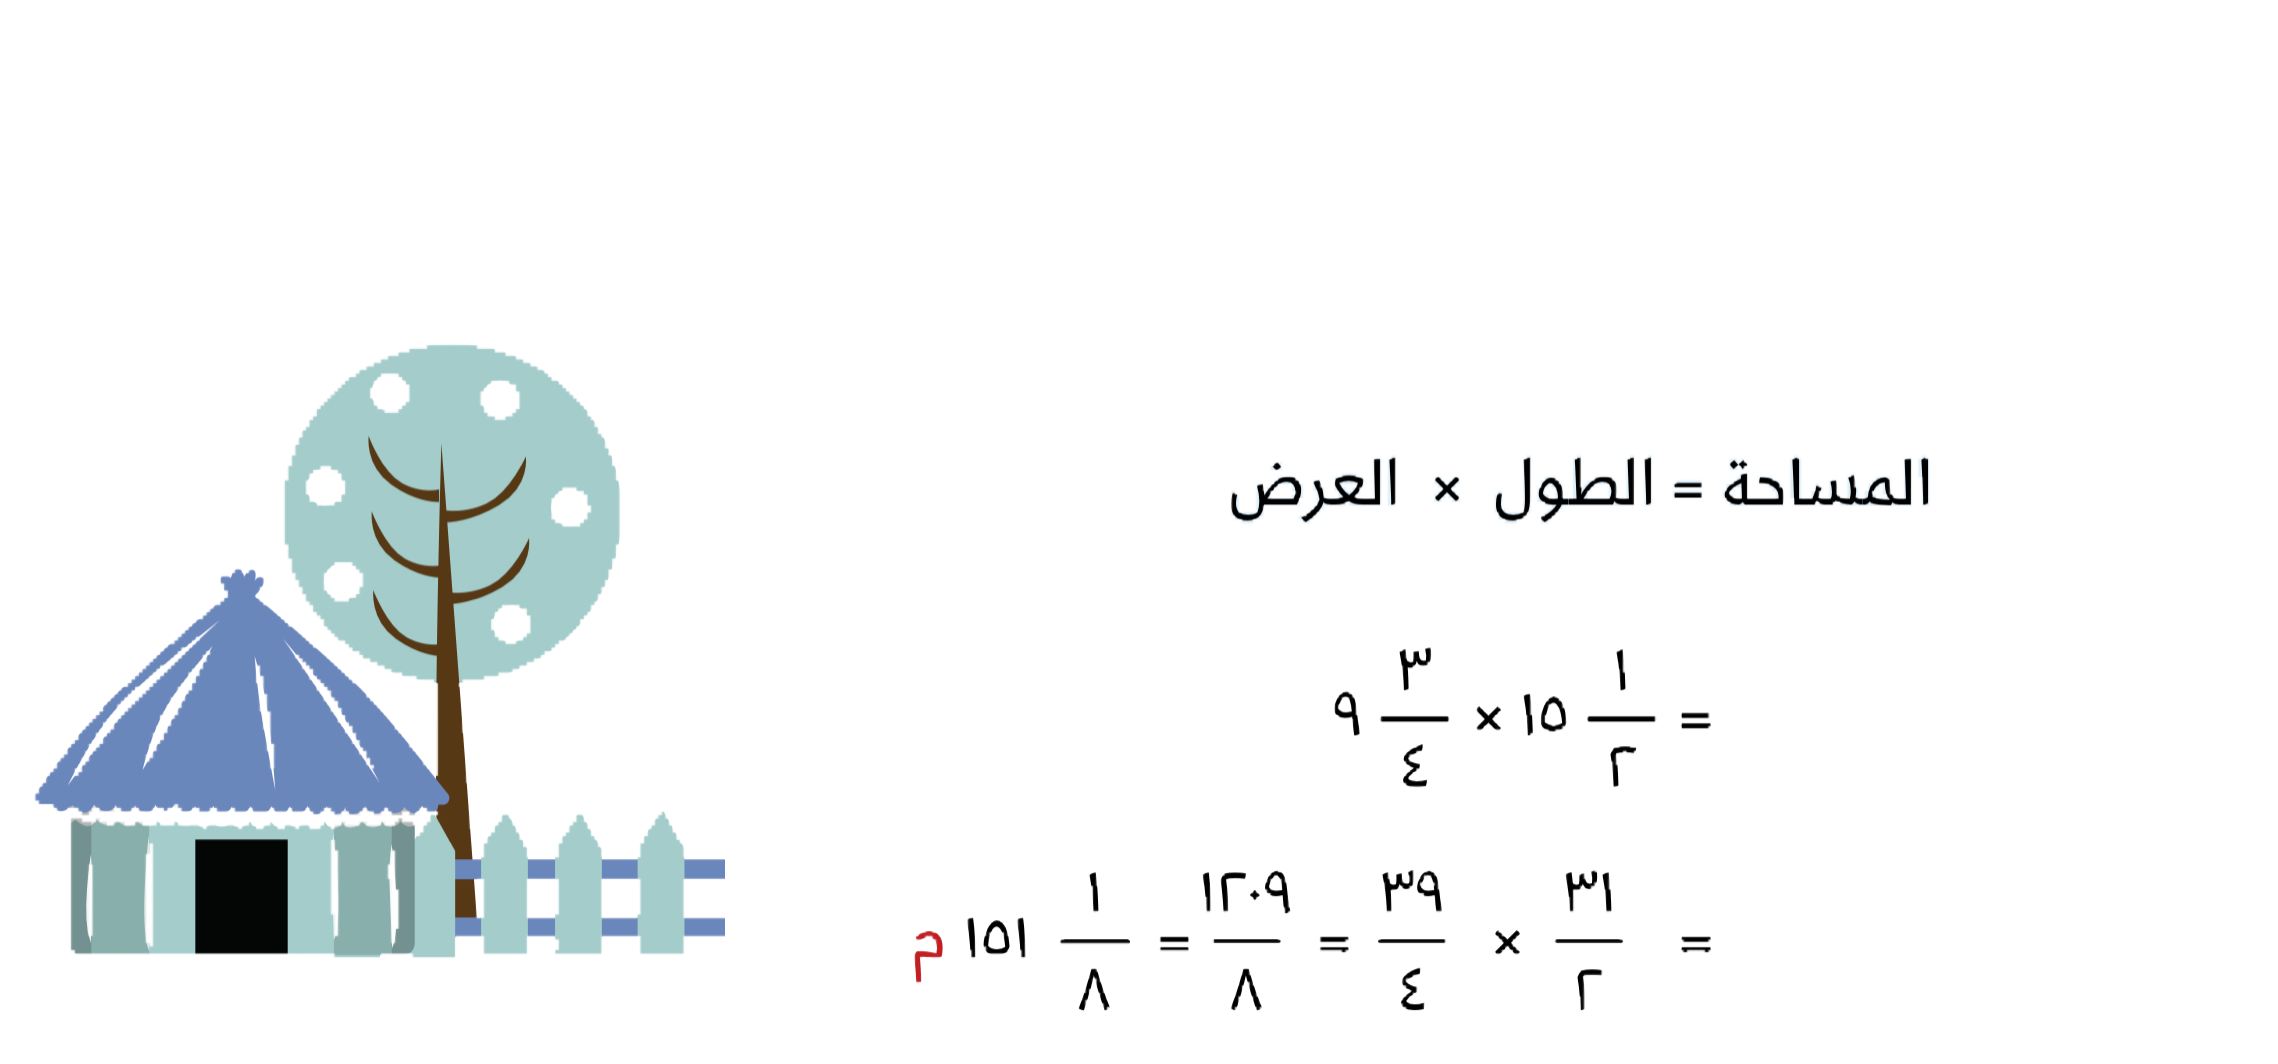 المساحة = الطول × العرض
= ١/٢ ١٥ × ٣/٤ ٩
= ٣١/٢ × ٣٩/٤ = ١٢٠٩/٨ = ١/٨ ١٥١ م